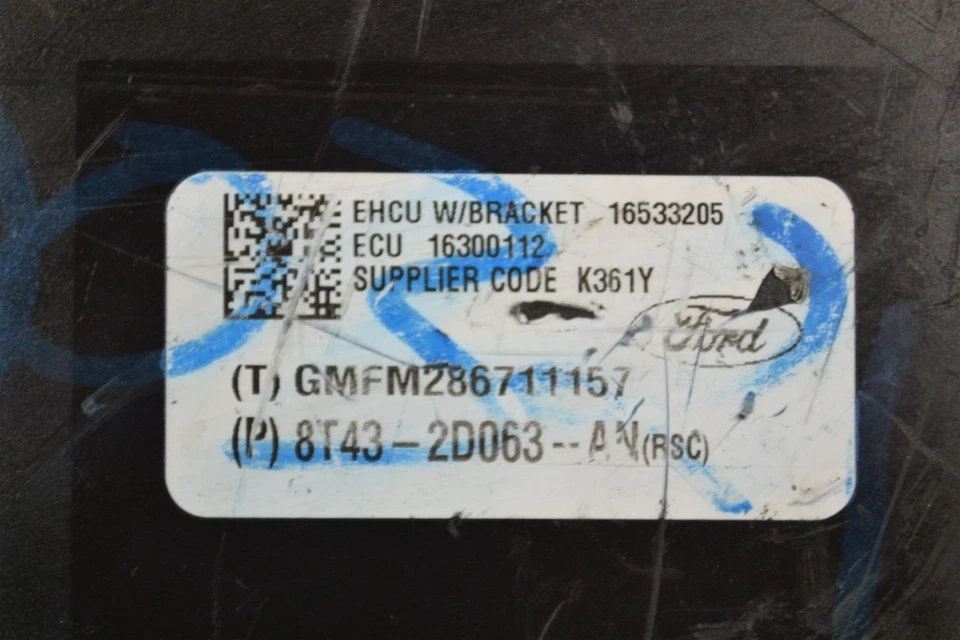 EHCU W/BRACKET 16533205
ECU 16300112
SUPPLIER CODE K361Y
Ford
(T) GMFM286711157
(P) 8T43-2D063--AN(RSC)